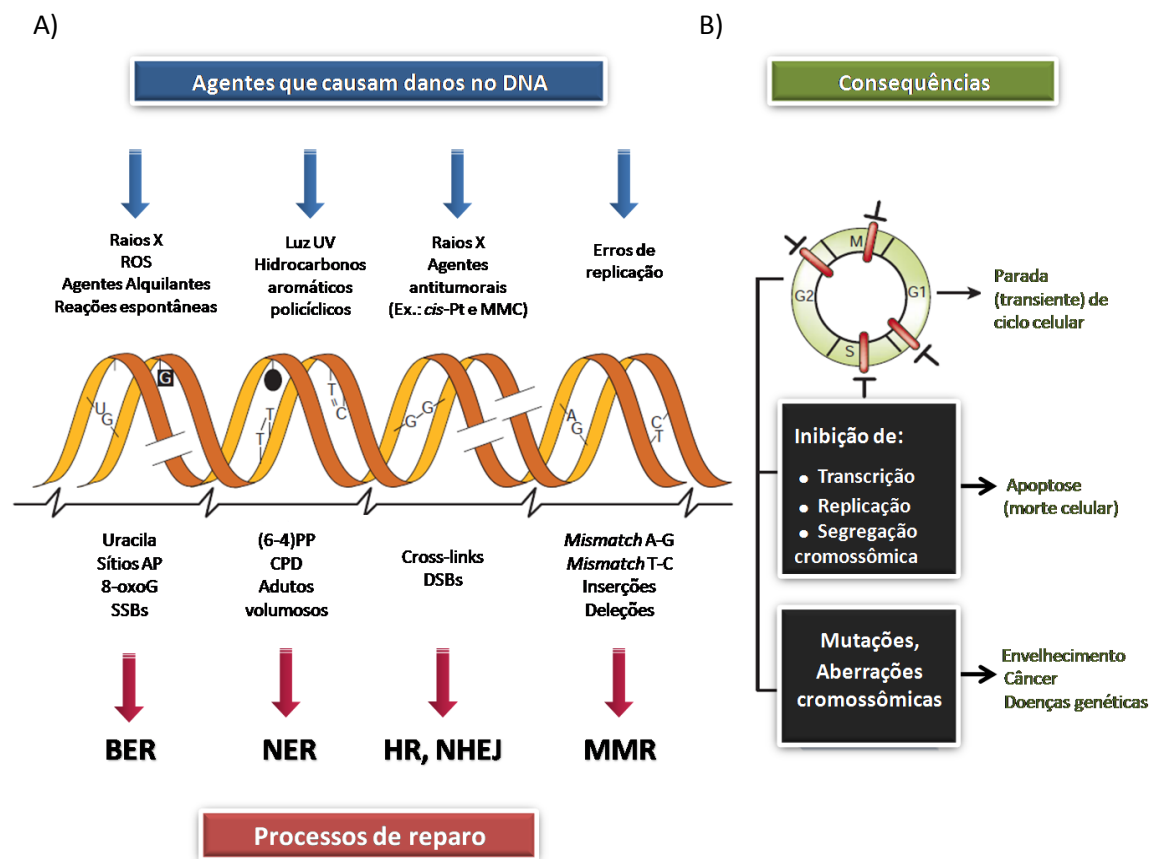 A)
Agentes que causam danos no DNA
Raios X
ROS
Agentes Alquilantes
Reações espontâneas
Luz UV
Hidrocarbonos
aromáticos
policíclicos
Raios X
Agentes
antitumorais
(Ex.: cis-Pt e MMC)
Erros de
replicação
U
G
G
T
T
T
C
G
G
A
G
C
T
Uracila
Sítios AP
8-oxoG
SSBs
(6-4)PP
CPD
Adutos
volumosos
Cross-links
DSBs
Mismatch A-G
Mismatch T-C
Inserções
Deleções
BER
NER
HR, NHEJ
MMR
Processos de reparo
B)
Consequências
M
G2
G1
S
Parada
(transiente) de
ciclo celular
Inibição de:
• Transcrição
• Replicação
• Segregação
cromossômica
Apoptose
(morte celular)
Mutações,
Aberrações
cromossômicas
Envelhecimento
Câncer
Doenças genéticas